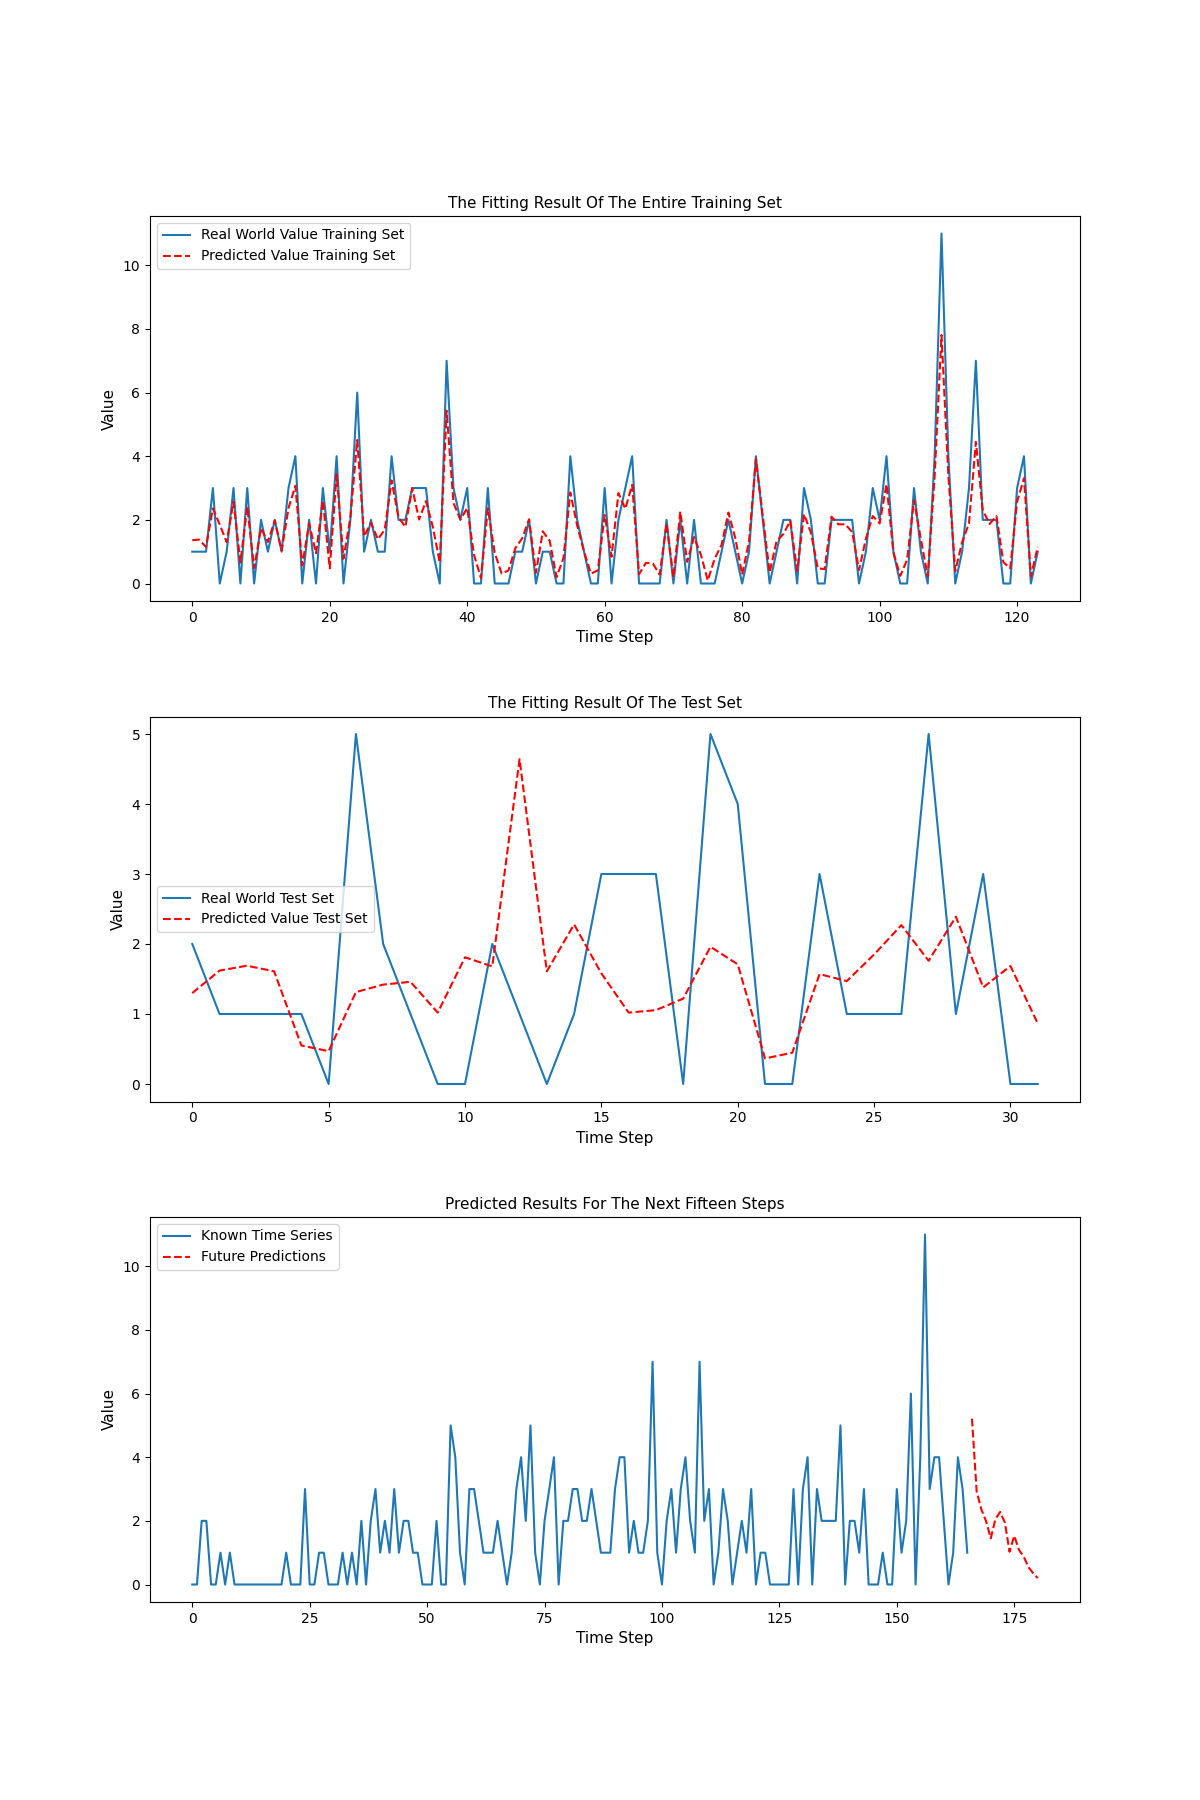 The Fitting Result Of The Entire Training Set
Real World Value Training Set
Predicted Value Training Set
10
8
6
4
2
0
Value
0 20 40 60 80 100 120
Time Step
The Fitting Result Of The Test Set
5
4
3
2
1
0
Real World Test Set
Predicted Value Test Set
Value
0 5 10 15 20 25 30
Time Step
Predicted Results For The Next Fifteen Steps
Known Time Series
Future Predictions
10
8
6
4
2
0
Value
0 25 50 75 100 125 150 175
Time Step